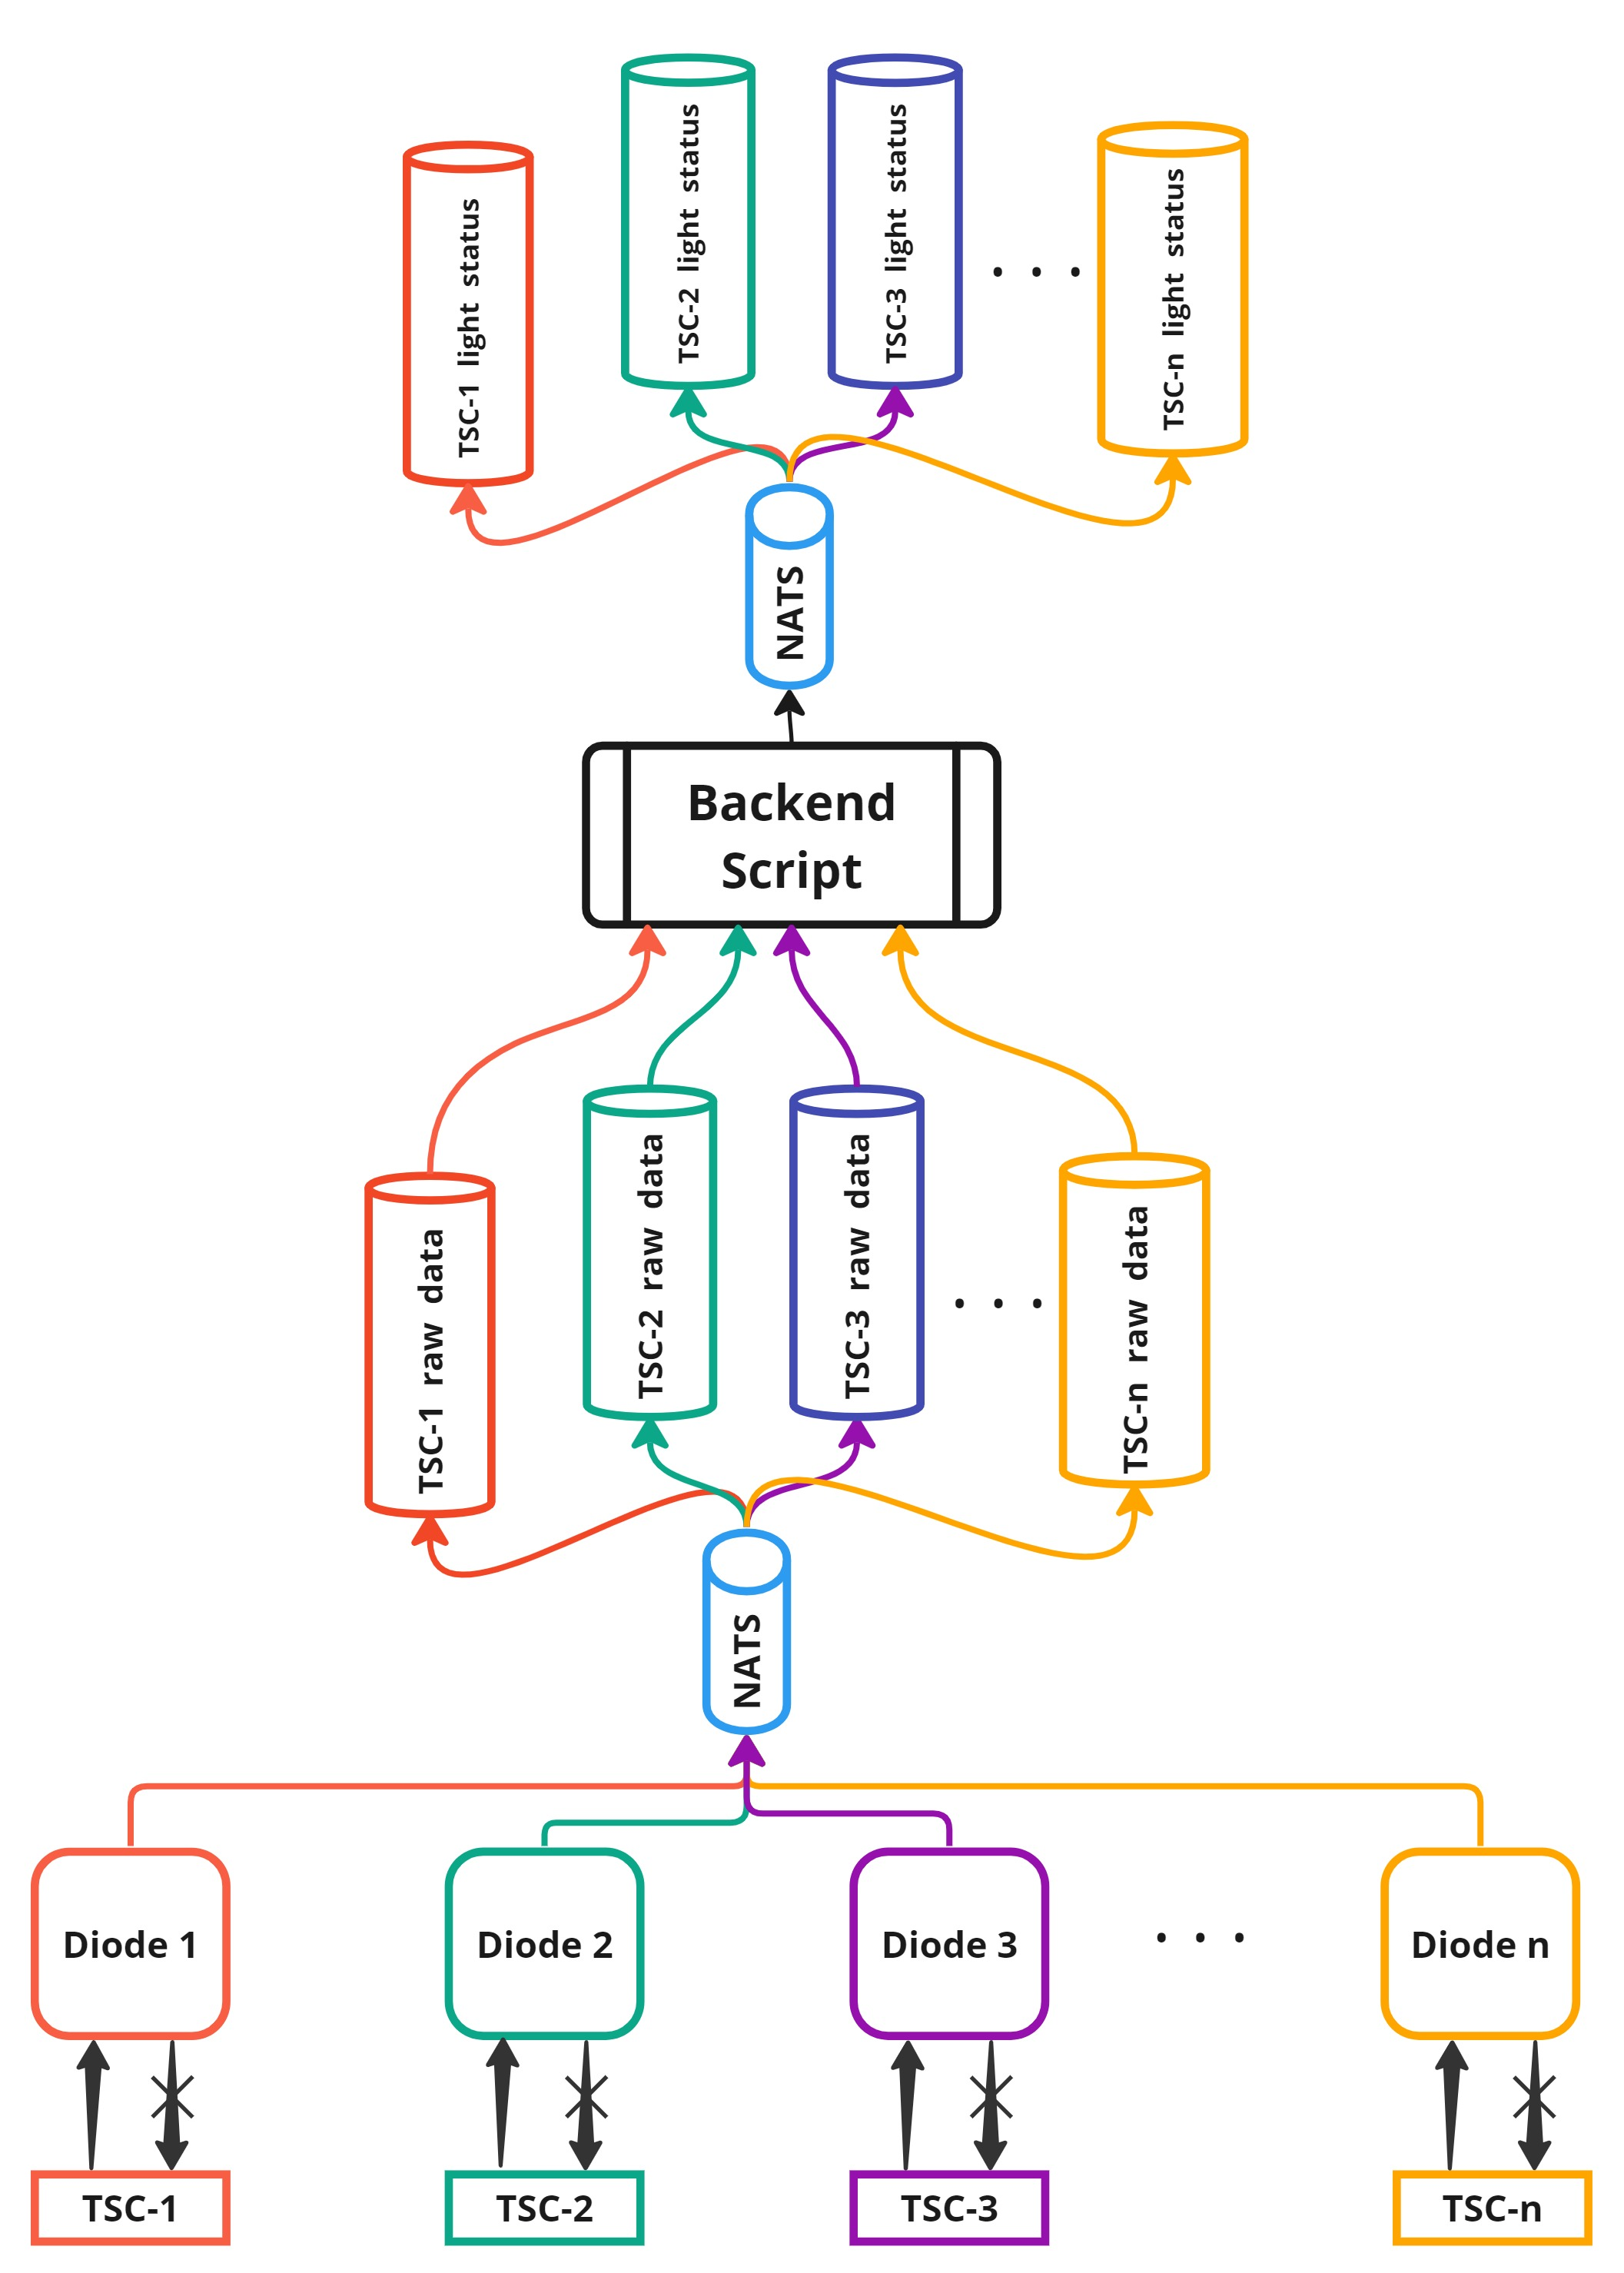 TSC-1 light status
TSC-2 light status
TSC-3 light status
. . .
TSC-n light status
NATS
Backend
Script
TSC-1 raw data
TSC-2 raw data
TSC-3 raw data
. . .
TSC-n raw data
NATS
Diode 1
Diode 2
Diode 3
. . .
Diode n
TSC-1
TSC-2
TSC-3
TSC-n